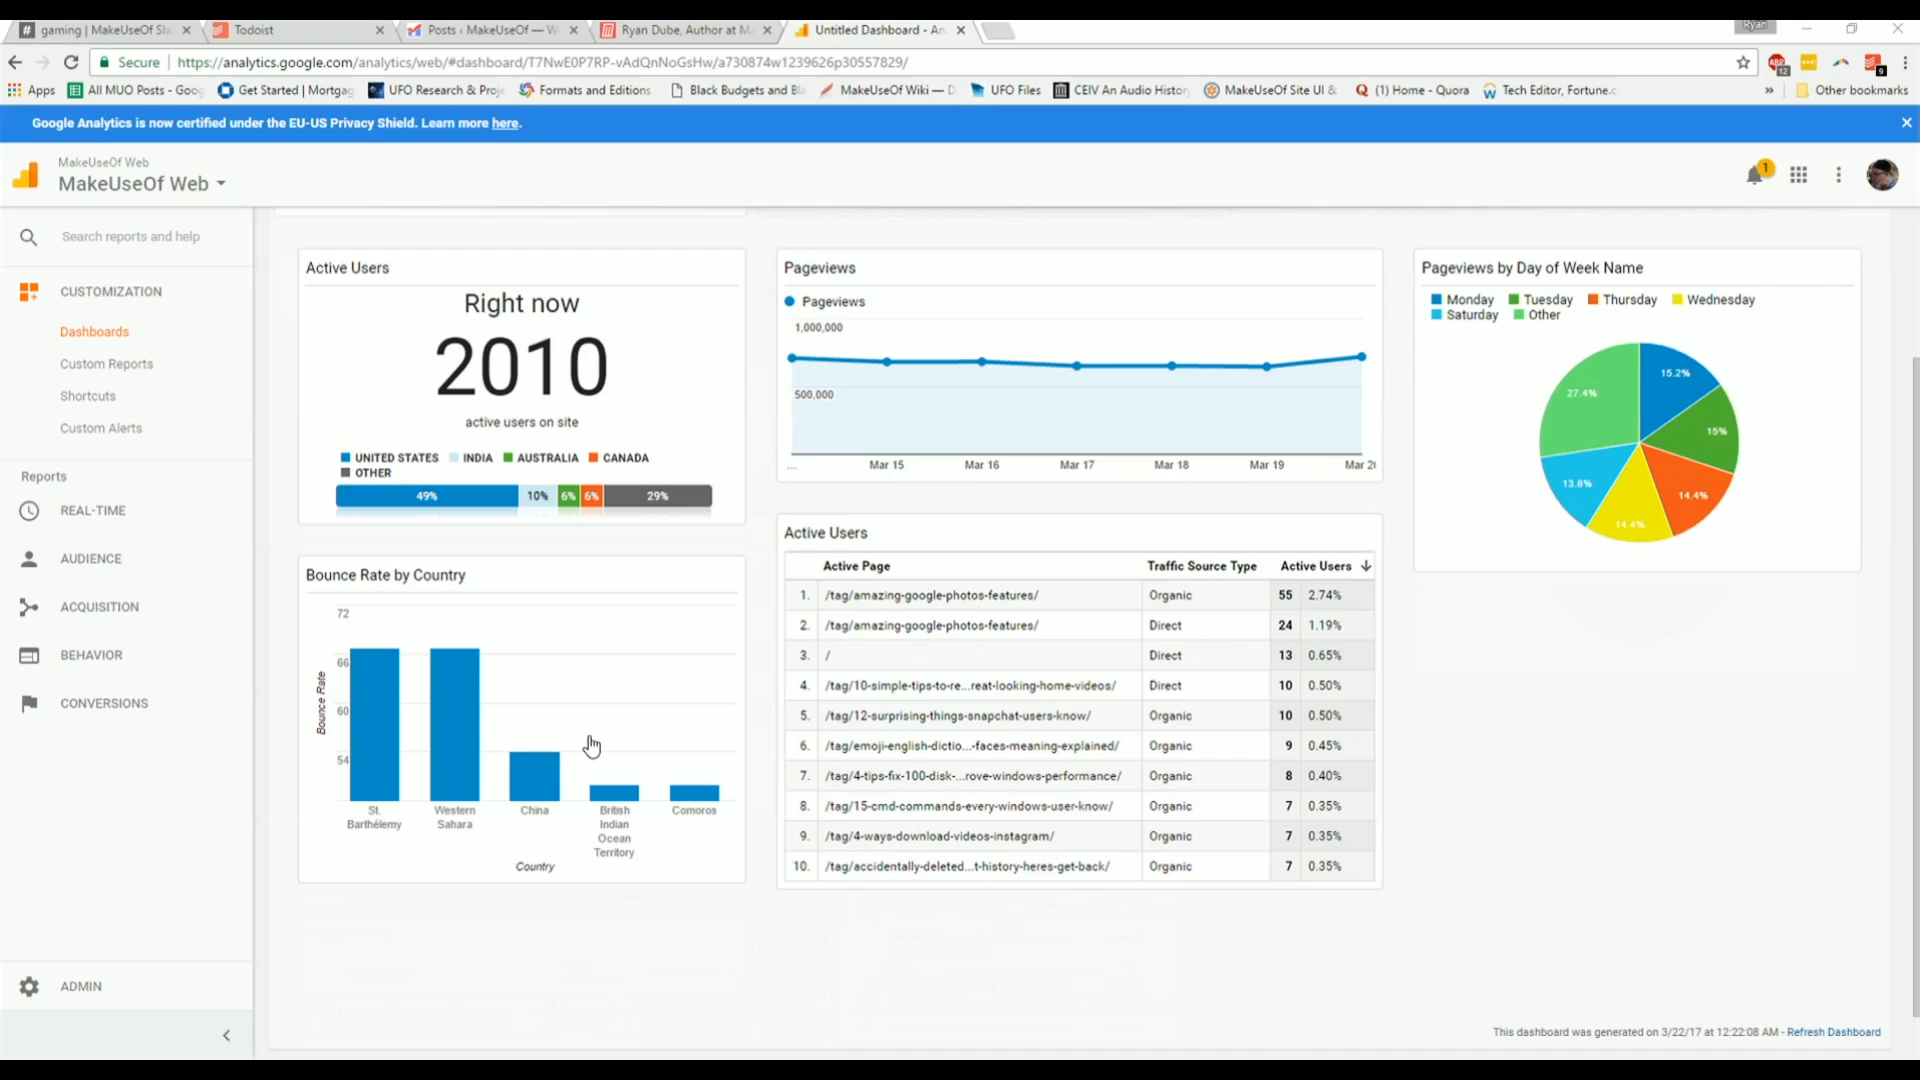 gaming | MakeUseOf Sla
Todoist
Posts ‹ MakeUseOf — W
Ryan Dube, Author at M
Untitled Dashboard - An
Ryan
Secure
https://analytics.google.com/analytics/web/#dashboard/T7NwE0P7RP-vAdQnNoGsHw/a730874w1239626p30557829/
ABP
12
9
Apps
All MUO Posts - Goog
Get Started | Mortgag
UFO Research & Proje
Formats and Editions
Black Budgets and Bla
MakeUseOf Wiki — D
UFO Files
CEIV An Audio History
MakeUseOf Site UI &
(1) Home - Quora
Tech Editor, Fortune.c
»
Other bookmarks
Google Analytics is now certified under the EU-US Privacy Shield. Learn more here.
MakeUseOf Web
MakeUseOf Web
1
Search reports and help
CUSTOMIZATION
Dashboards
Custom Reports
Shortcuts
Custom Alerts
Reports
REAL-TIME
AUDIENCE
ACQUISITION
BEHAVIOR
CONVERSIONS
ADMIN
Active Users
Right now
2010
active users on site
UNITED STATES INDIA AUSTRALIA CANADA
OTHER
49% 10% 6% 6% 29%
Bounce Rate by Country
72
66
60
54
Bounce Rate
St. Barthélemy
Western Sahara
China
British Indian Ocean Territory
Comoros
Country
Pageviews
Pageviews
1,000,000
500,000
... Mar 15 Mar 16 Mar 17 Mar 18 Mar 19 Mar 2
Active Users
Active Page Traffic Source Type Active Users
1. /tag/amazing-google-photos-features/ Organic 55 2.74%
2. /tag/amazing-google-photos-features/ Direct 24 1.19%
3. / Direct 13 0.65%
4. /tag/10-simple-tips-to-re...reat-looking-home-videos/ Direct 10 0.50%
5. /tag/12-surprising-things-snapchat-users-know/ Organic 10 0.50%
6. /tag/emoji-english-dictio...-faces-meaning-explained/ Organic 9 0.45%
7. /tag/4-tips-fix-100-disk-...rove-windows-performance/ Organic 8 0.40%
8. /tag/15-cmd-commands-every-windows-user-know/ Organic 7 0.35%
9. /tag/4-ways-download-videos-instagram/ Organic 7 0.35%
10. /tag/accidentally-deleted...t-history-heres-get-back/ Organic 7 0.35%
Pageviews by Day of Week Name
Monday Tuesday Thursday Wednesday
Saturday Other
15.2%
15%
14.4%
14.4%
13.8%
27.4%
This dashboard was generated on 3/22/17 at 12:22:08 AM - Refresh Dashboard